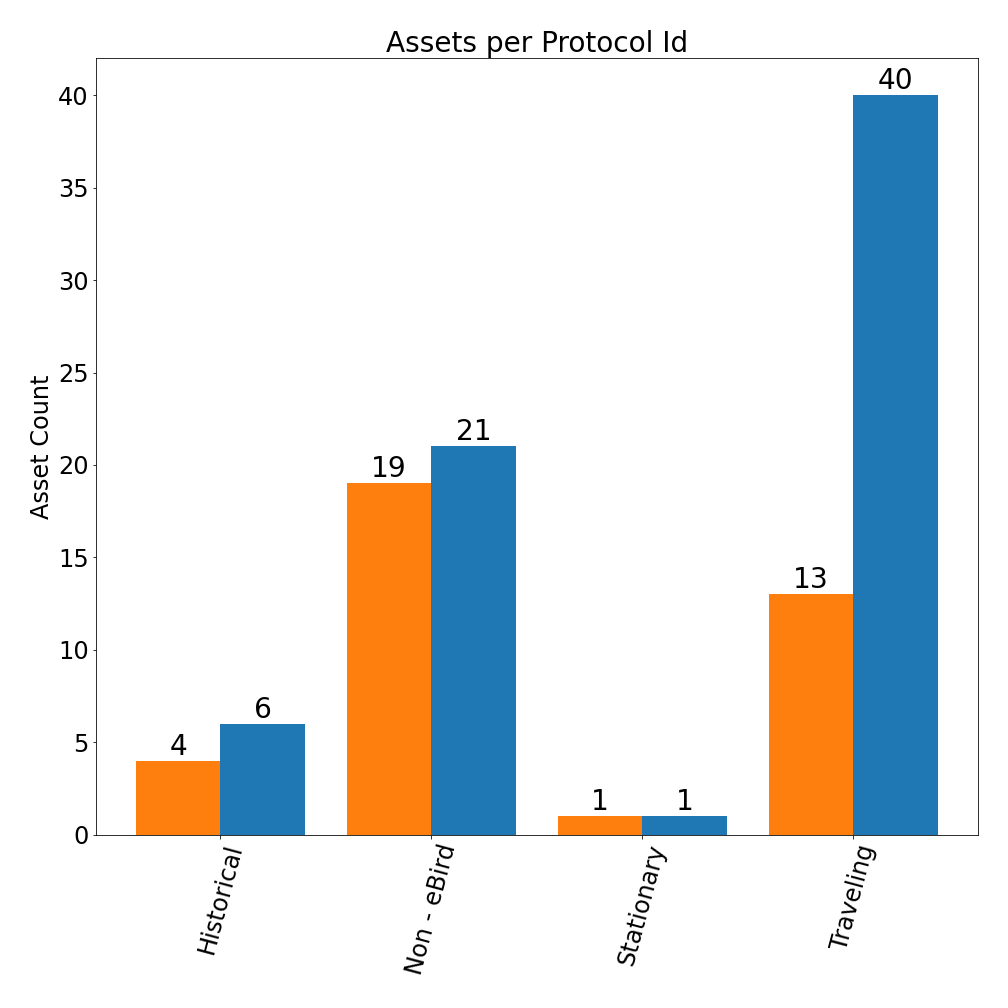 Assets per Protocol Id
Asset Count
40
35
30
25
20
15
10
5
0
4
6
19
21
1
1
13
40
Historical
Non - eBird
Stationary
Traveling